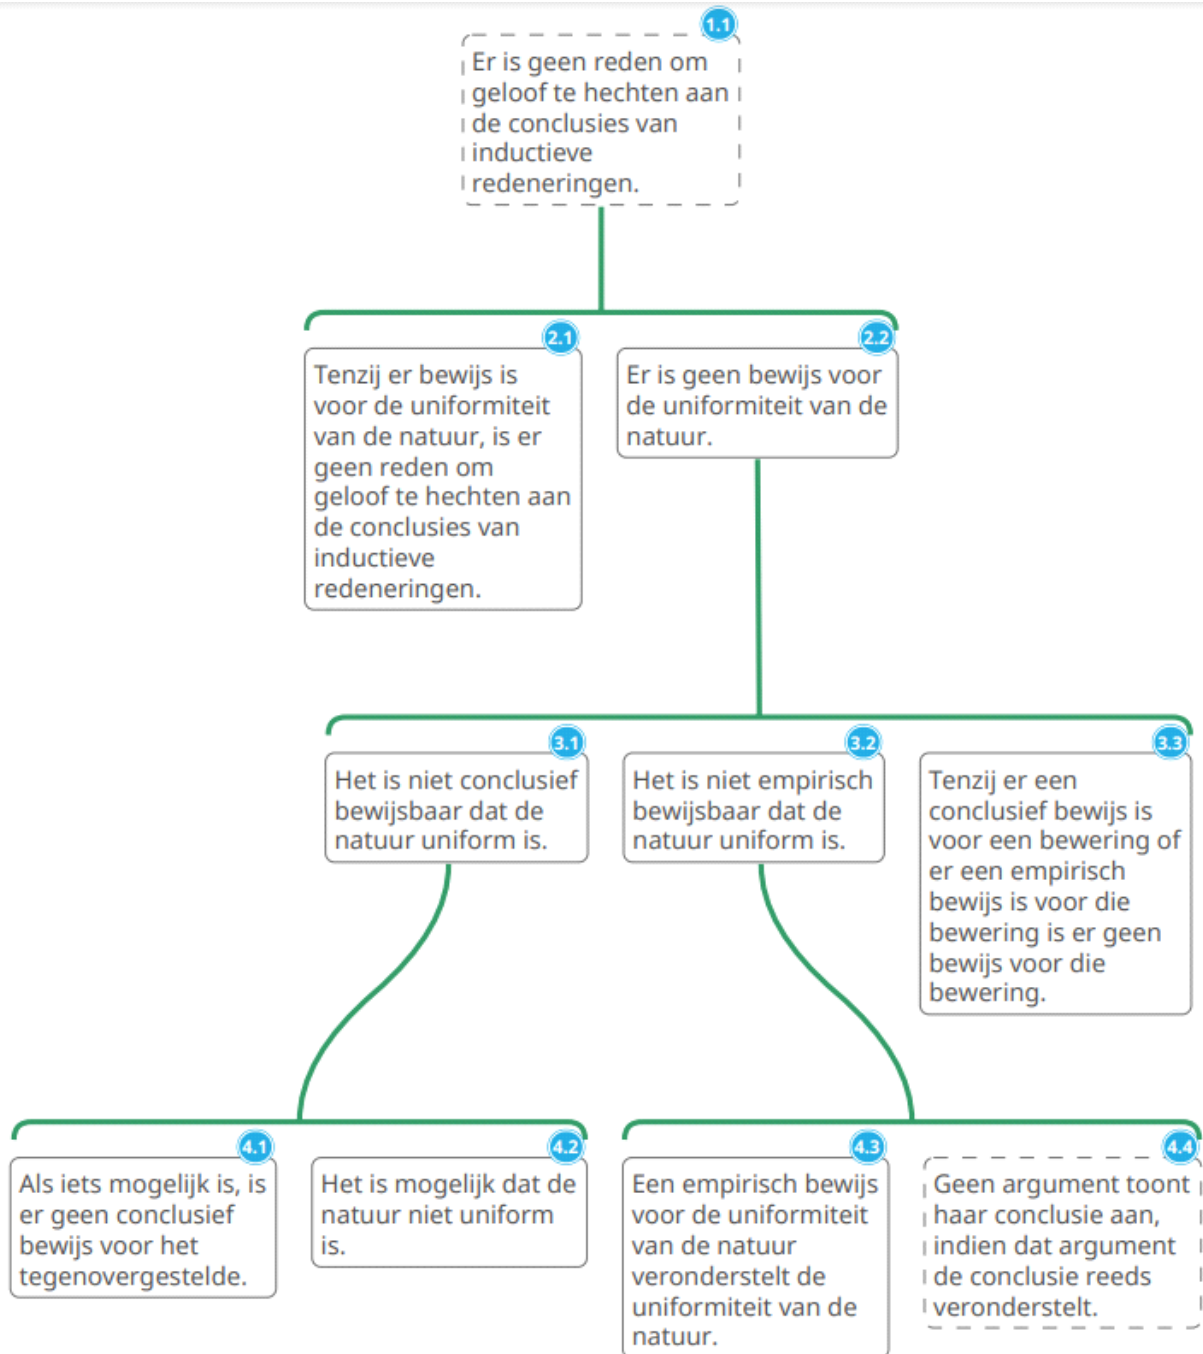 1.1
Er is geen reden om
geloof te hechten aan
de conclusies van
inductieve
redeneringen.
2.1
Tenzij er bewijs is
voor de uniformiteit
van de natuur, is er
geen reden om
geloof te hechten aan
de conclusies van
inductieve
redeneringen.
2.2
Er is geen bewijs voor
de uniformiteit van de
natuur.
3.1
Het is niet conclusief
bewijsbaar dat de
natuur uniform is.
3.2
Het is niet empirisch
bewijsbaar dat de
natuur uniform is.
3.3
Tenzij er een
conclusief bewijs is
voor een bewering of
er een empirisch
bewijs is voor die
bewering is er geen
bewijs voor die
bewering.
4.1
Als iets mogelijk is, is
er geen conclusief
bewijs voor het
tegenovergestelde.
4.2
Het is mogelijk dat de
natuur niet uniform
is.
4.3
Een empirisch bewijs
voor de uniformiteit
van de natuur
veronderstelt de
uniformiteit van de
natuur.
4.4
Geen argument toont
haar conclusie aan,
indien dat argument
de conclusie reeds
veronderstelt.